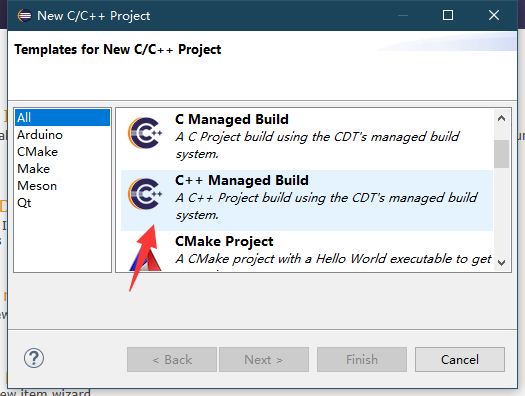 New C/C++ Project
Templates for New C/C++ Project
All
Arduino
CMake
Make
Meson
Qt
C Managed Build
A C Project build using the CDT's managed build
system.
C++ Managed Build
A C++ Project build using the CDT's managed build
system.
CMake Project
A CMake project with a Hello World executable to get
?
< Back
Next >
Finish
Cancel
ew item wizard